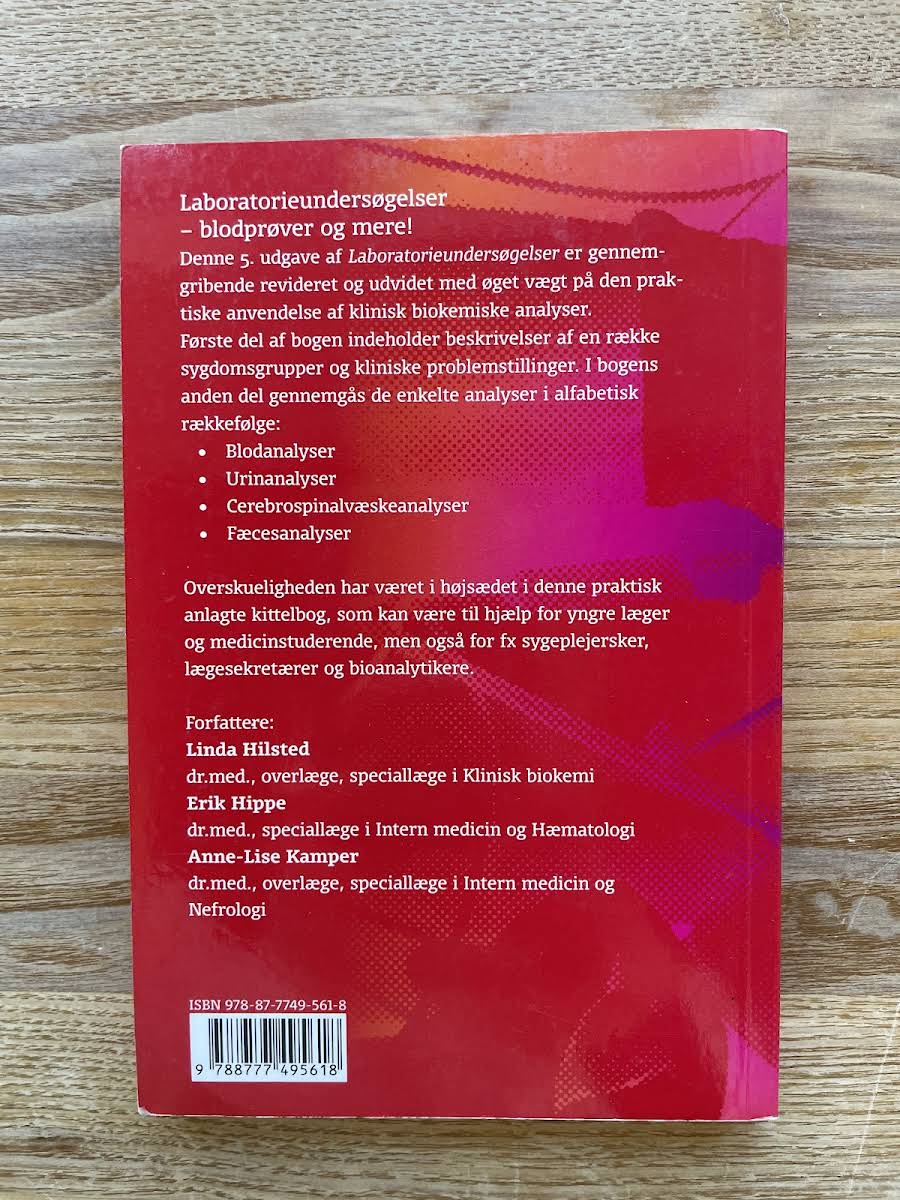 Laboratorieundersøgelser
– blodprøver og mere!
Denne 5. udgave af Laboratorieundersøgelser er gennem-
gribende revideret og udvidet med øget vægt på den prak-
tiske anvendelse af klinisk biokemiske analyser.
Første del af bogen indeholder beskrivelser af en række
sygdomsgrupper og kliniske problemstillinger. I bogens
anden del gennemgås de enkelte analyser i alfabetisk
rækkefølge:
• Blodanalyser
• Urinanalyser
• Cerebrospinalvæskeanalyser
• Fæcesanalyser
Overskueligheden har været i højsædet i denne praktisk
anlagte kittelbog, som kan være til hjælp for yngre læger
og medicinstuderende, men også for fx sygeplejersker,
lægesekretærer og bioanalytikere.
Forfattere:
Linda Hilsted
dr.med., overlæge, speciallæge i Klinisk biokemi
Erik Hippe
dr.med., speciallæge i Intern medicin og Hæmatologi
Anne-Lise Kamper
dr.med., overlæge, speciallæge i Intern medicin og
Nefrologi
ISBN 978-87-7749-561-8
9 788777 495618